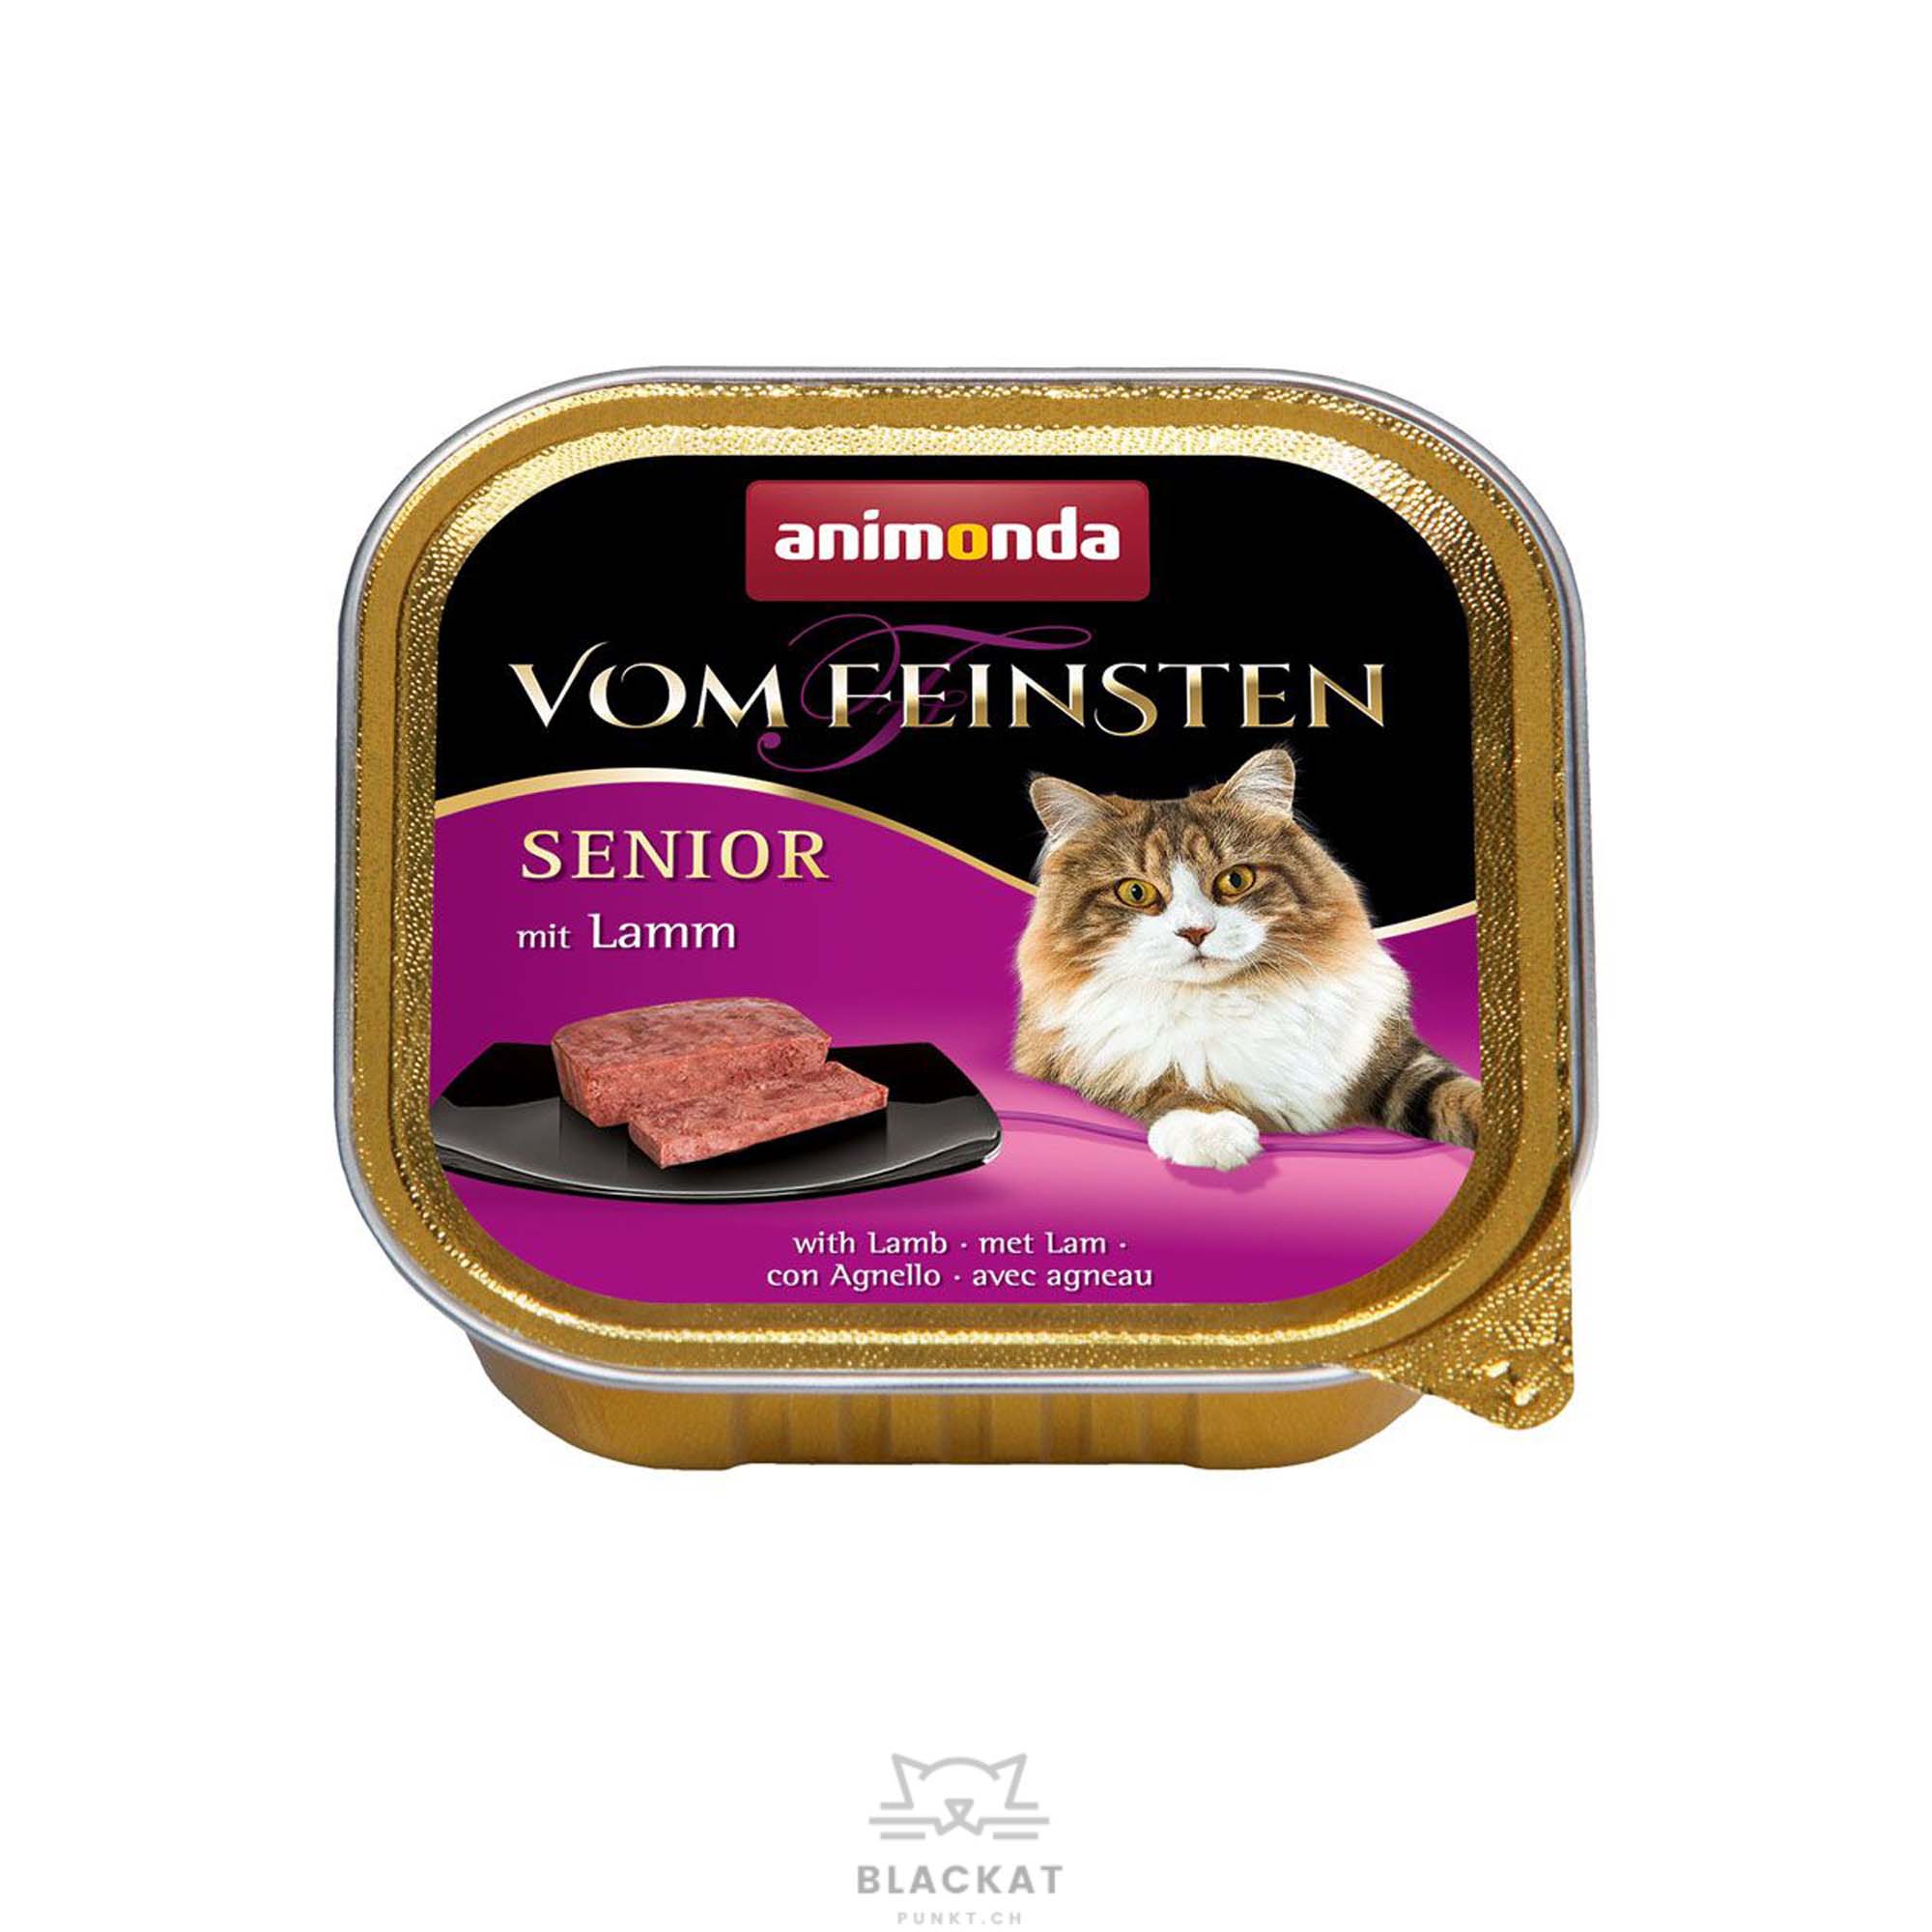 animonda
VOM FEINSTEN
SENIOR
mit Lamm
with Lamb · met Lam ·
con Agnello · avec agneau
BLACKAT
PUNKT.CH